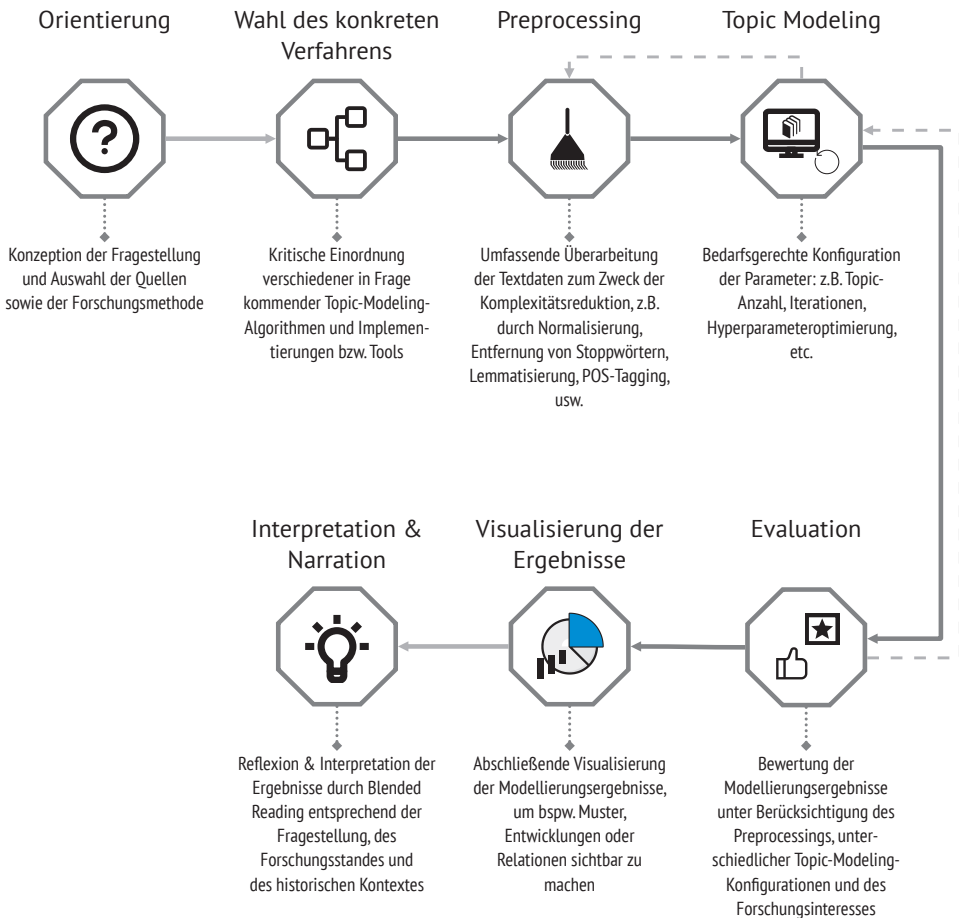 Orientierung
Wahl des konkreten
Verfahrens
Preprocessing
Topic Modeling
?
Konzeption der Fragestellung
und Auswahl der Quellen
sowie der Forschungsmethode
Kritische Einordnung
verschiedener in Frage
kommender Topic-Modeling-
Algorithmen und Implemen-
tierungen bzw. Tools
Umfassende Überarbeitung
der Textdaten zum Zweck der
Komplexitätsreduktion, z.B.
durch Normalisierung,
Entfernung von Stoppwörtern,
Lemmatisierung, POS-Tagging,
usw.
Bedarfsgerechte Konfiguration
der Parameter: z.B. Topic-
Anzahl, Iterationen,
Hyperparameteroptimierung,
etc.
Interpretation &
Narration
Visualisierung der
Ergebnisse
Evaluation
Reflexion & Interpretation der
Ergebnisse durch Blended
Reading entsprechend der
Fragestellung, des
Forschungsstandes und
des historischen Kontextes
Abschließende Visualisierung
der Modellierungsergebnisse,
um bspw. Muster,
Entwicklungen oder
Relationen sichtbar zu
machen
Bewertung der
Modellierungsergebnisse
unter Berücksichtigung des
Preprocessings, unter-
schiedlicher Topic-Modeling-
Konfigurationen und des
Forschungsinteresses